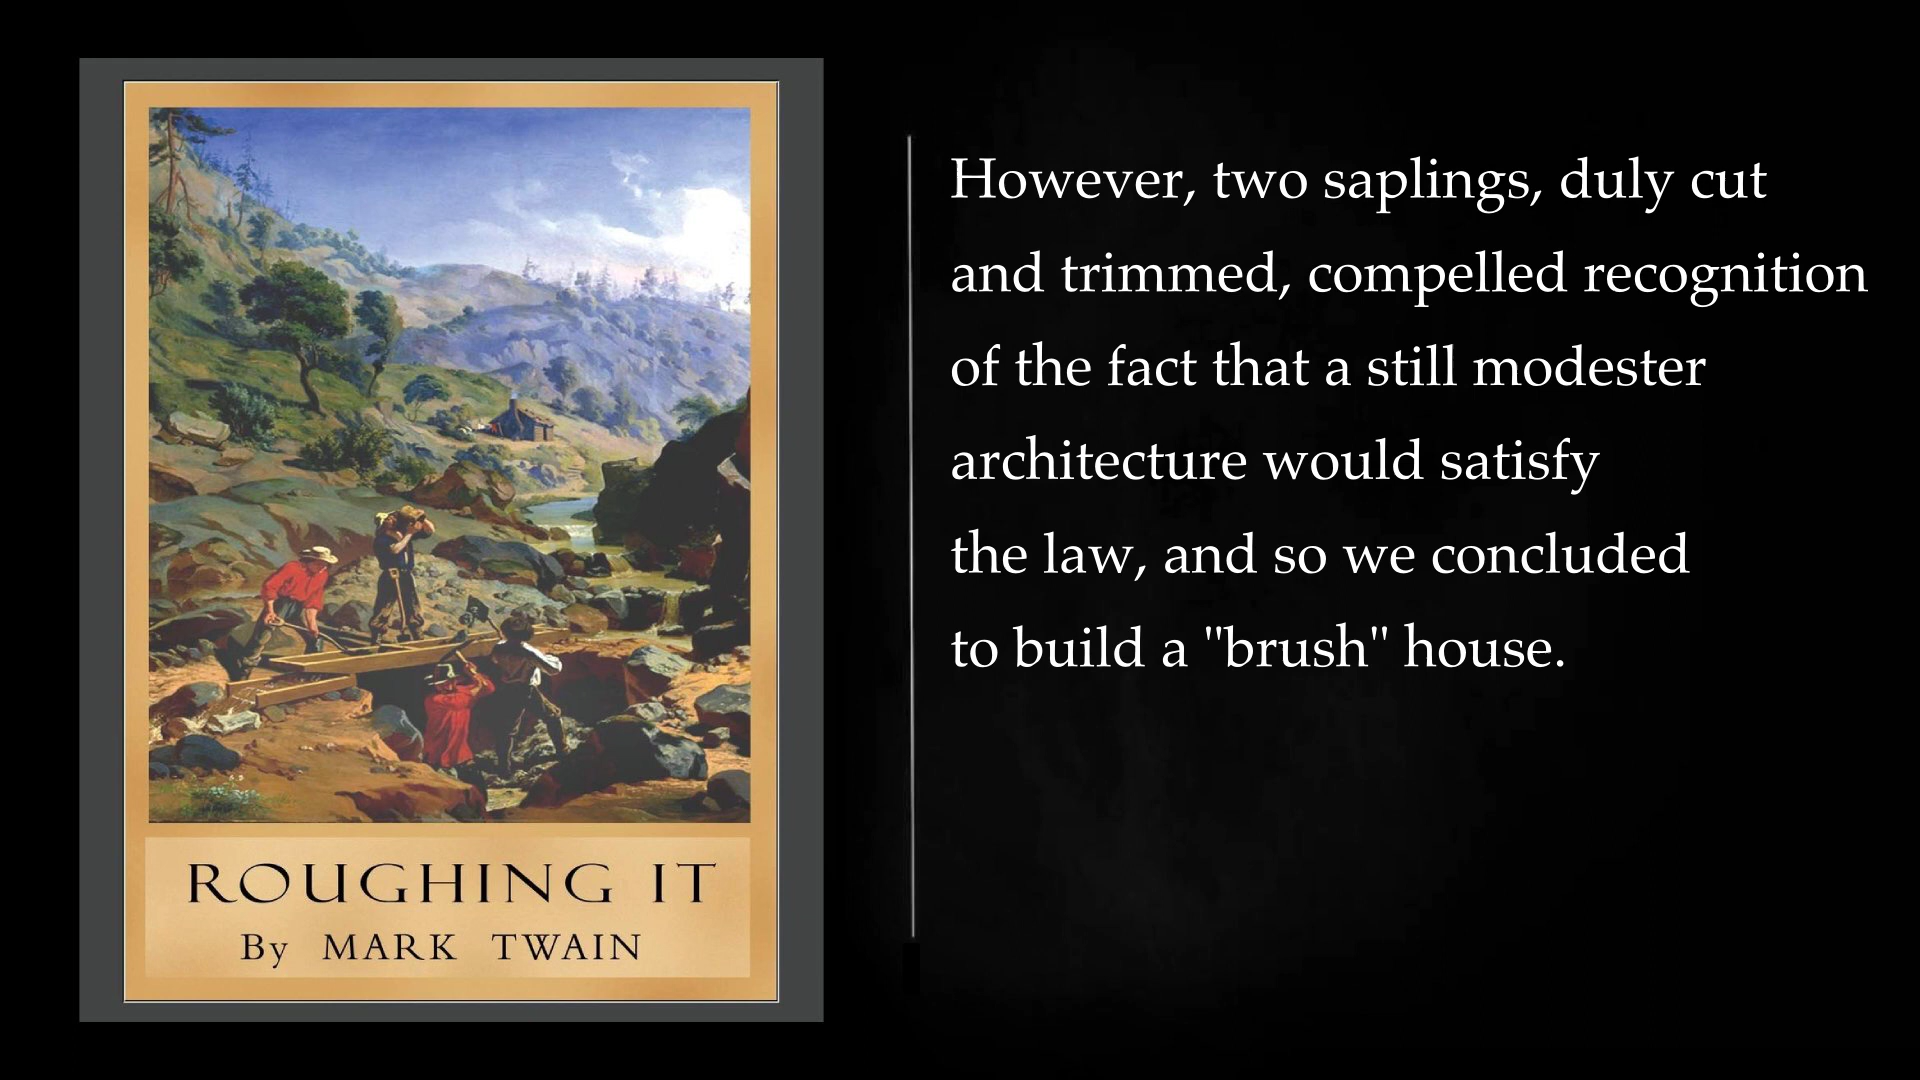 ROUGHING IT
By MARK TWAIN
However, two saplings, duly cut
and trimmed, compelled recognition
of the fact that a still modester
architecture would satisfy
the law, and so we concluded
to build a "brush" house.